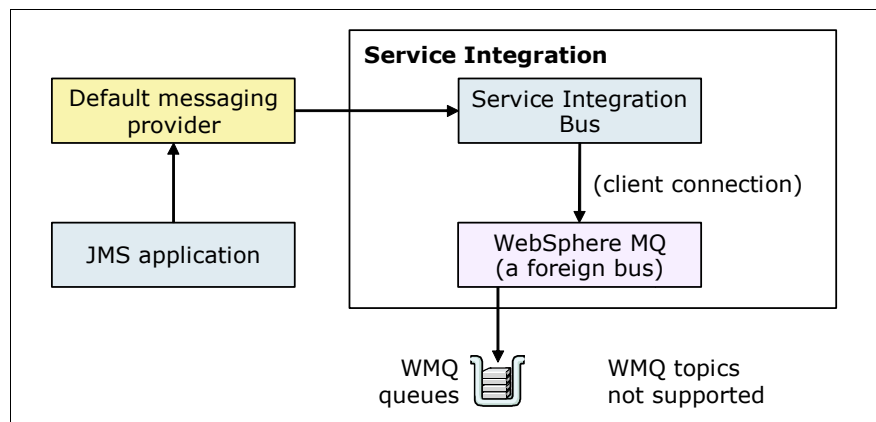 Service Integration
Default messaging
provider
Service Integration
Bus
(client connection)
JMS application
WebSphere MQ
(a foreign bus)
WMQ
queues
WMQ topics
not supported